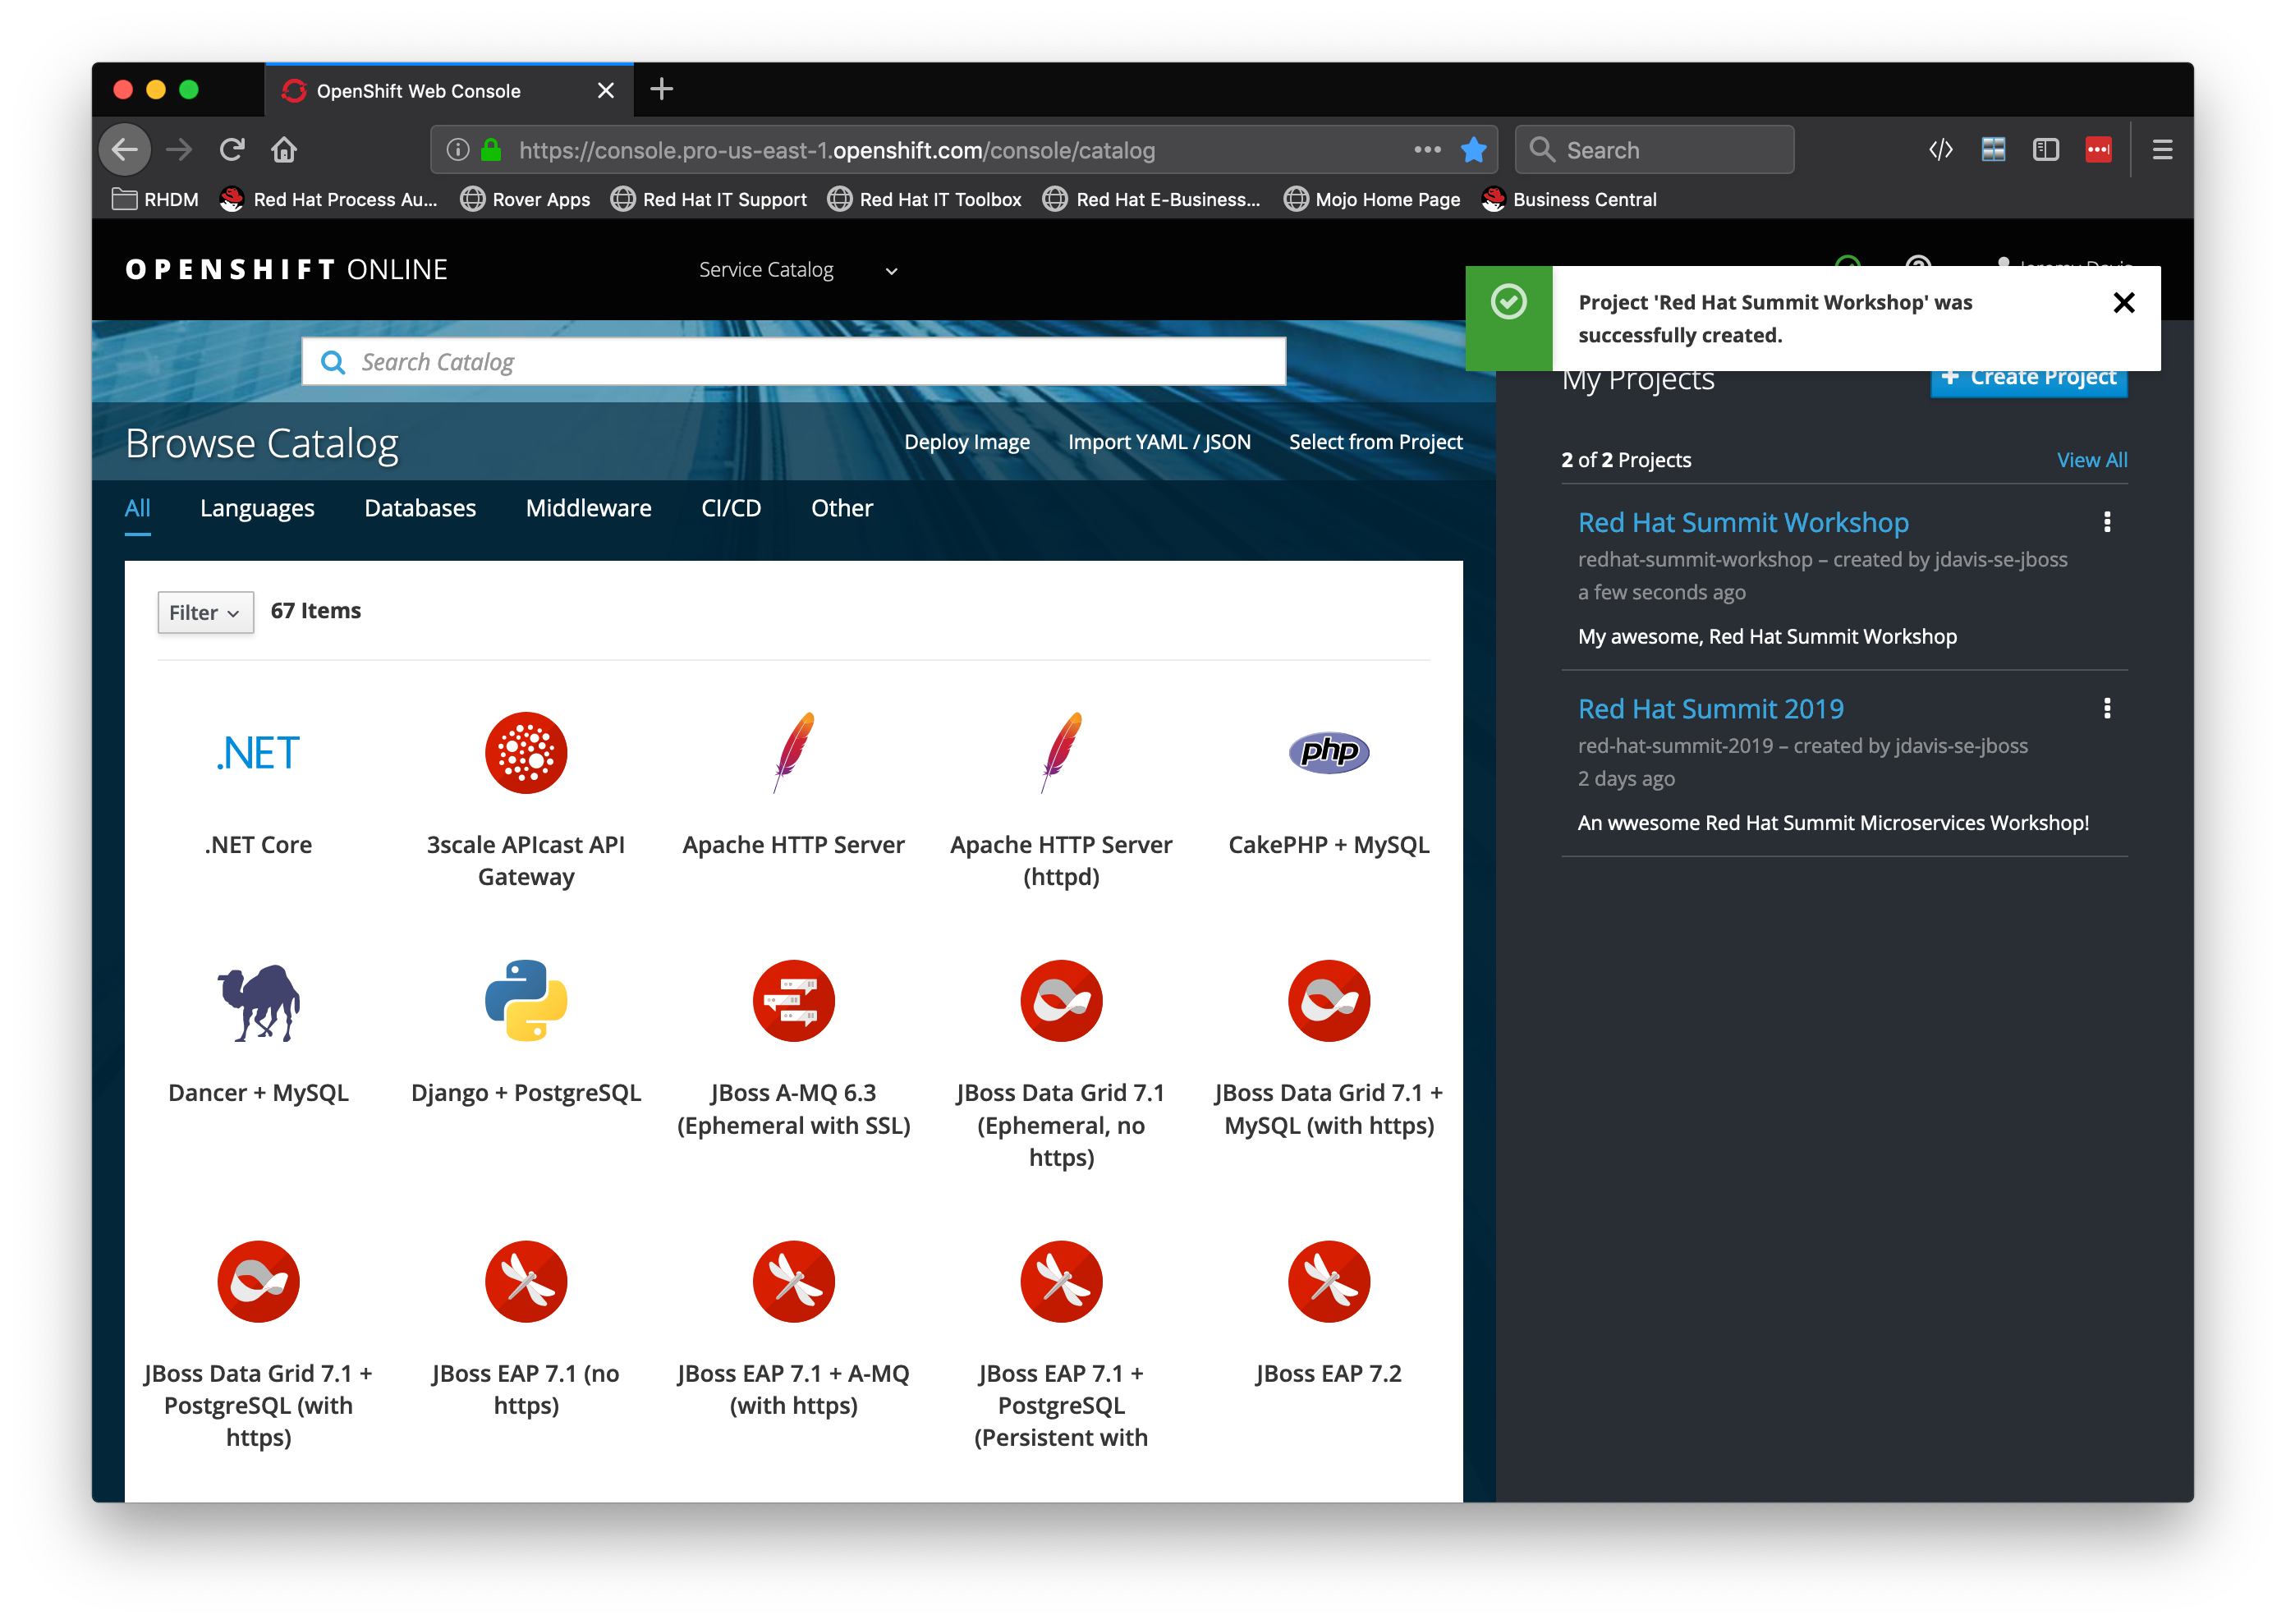 OpenShift Web Console
https://console.pro-us-east-1.openshift.com/console/catalog
Search
RHDM
Red Hat Process Au...
Rover Apps
Red Hat IT Support
Red Hat IT Toolbox
Red Hat E-Business...
Mojo Home Page
Business Central
OPENSHIFT ONLINE
Service Catalog
Project 'Red Hat Summit Workshop' was
successfully created.
Search Catalog
My Projects
Create Project
Browse Catalog
Deploy Image
Import YAML / JSON
Select from Project
2 of 2 Projects
View All
All
Languages
Databases
Middleware
CI/CD
Other
Red Hat Summit Workshop
redhat-summit-workshop – created by jdavis-se-jboss
a few seconds ago
My awesome, Red Hat Summit Workshop
Red Hat Summit 2019
red-hat-summit-2019 – created by jdavis-se-jboss
2 days ago
An wwesome Red Hat Summit Microservices Workshop!
Filter
67 Items
.NET
php
.NET Core
3scale APIcast API
Gateway
Apache HTTP Server
Apache HTTP Server
(httpd)
CakePHP + MySQL
Dancer + MySQL
Django + PostgreSQL
JBoss A-MQ 6.3
(Ephemeral with SSL)
JBoss Data Grid 7.1
(Ephemeral, no
https)
JBoss Data Grid 7.1 +
MySQL (with https)
JBoss Data Grid 7.1 +
PostgreSQL (with
https)
JBoss EAP 7.1 (no
https)
JBoss EAP 7.1 + A-MQ
(with https)
JBoss EAP 7.1 +
PostgreSQL
(Persistent with
JBoss EAP 7.2